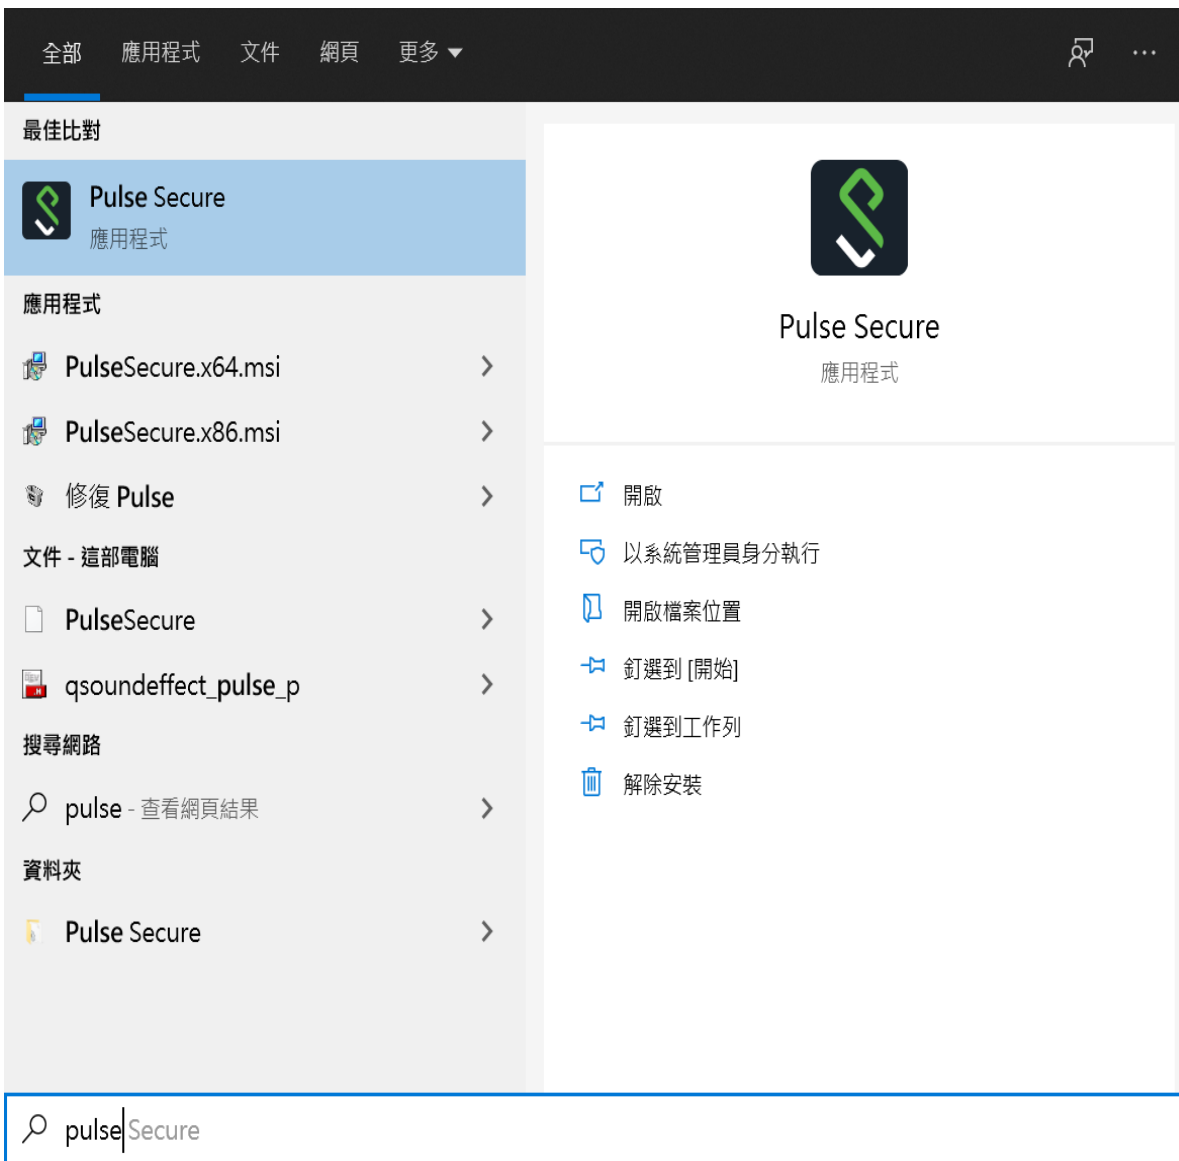 全部 應用程式 文件 網頁 更多
最佳比對
Pulse Secure
應用程式
應用程式
PulseSecure.x64.msi
PulseSecure.x86.msi
修復 Pulse
文件 - 這部電腦
PulseSecure
qsoundeffect_pulse_p
搜尋網路
pulse - 查看網頁結果
資料夾
Pulse Secure
Pulse Secure
應用程式
開啟
以系統管理員身分執行
開啟檔案位置
釘選到 [開始]
釘選到工作列
解除安裝
pulse Secure